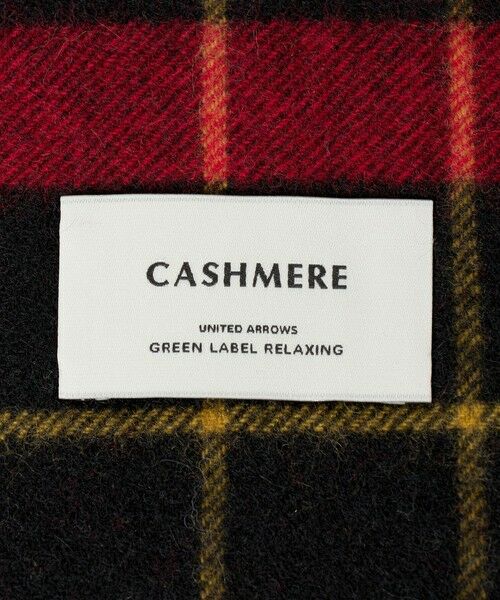 CASHMERE
UNITED ARROWS
GREEN LABEL RELAXING